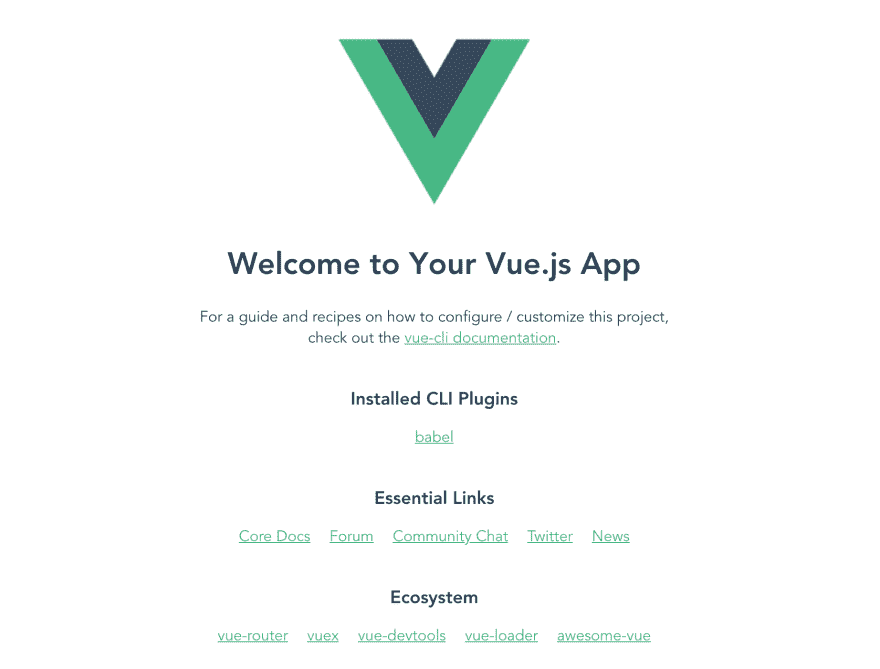 Welcome to Your Vue.js App
For a guide and recipes on how to configure / customize this project,
check out the vue-cli documentation.
Installed CLI Plugins
babel
Essential Links
Core Docs Forum Community Chat Twitter News
Ecosystem
vue-router vuex vue-devtools vue-loader awesome-vue